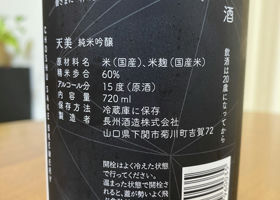 酒
天美 純米吟醸
原材料名 米(国産)、米麹(国産米)
精米歩合 60%
アルコール分 15度(原酒)
内容量 720ml
保存方法 冷蔵庫に保存
製造者 長州酒造株式会社
山口県下関市菊川町吉賀72
飲酒は20歳になってから
開栓はよく冷えた状態
で行ってください。
温まった状態で開栓され
ると、蓋が勢いよく飛
CHOSHU SAKE BREWERY